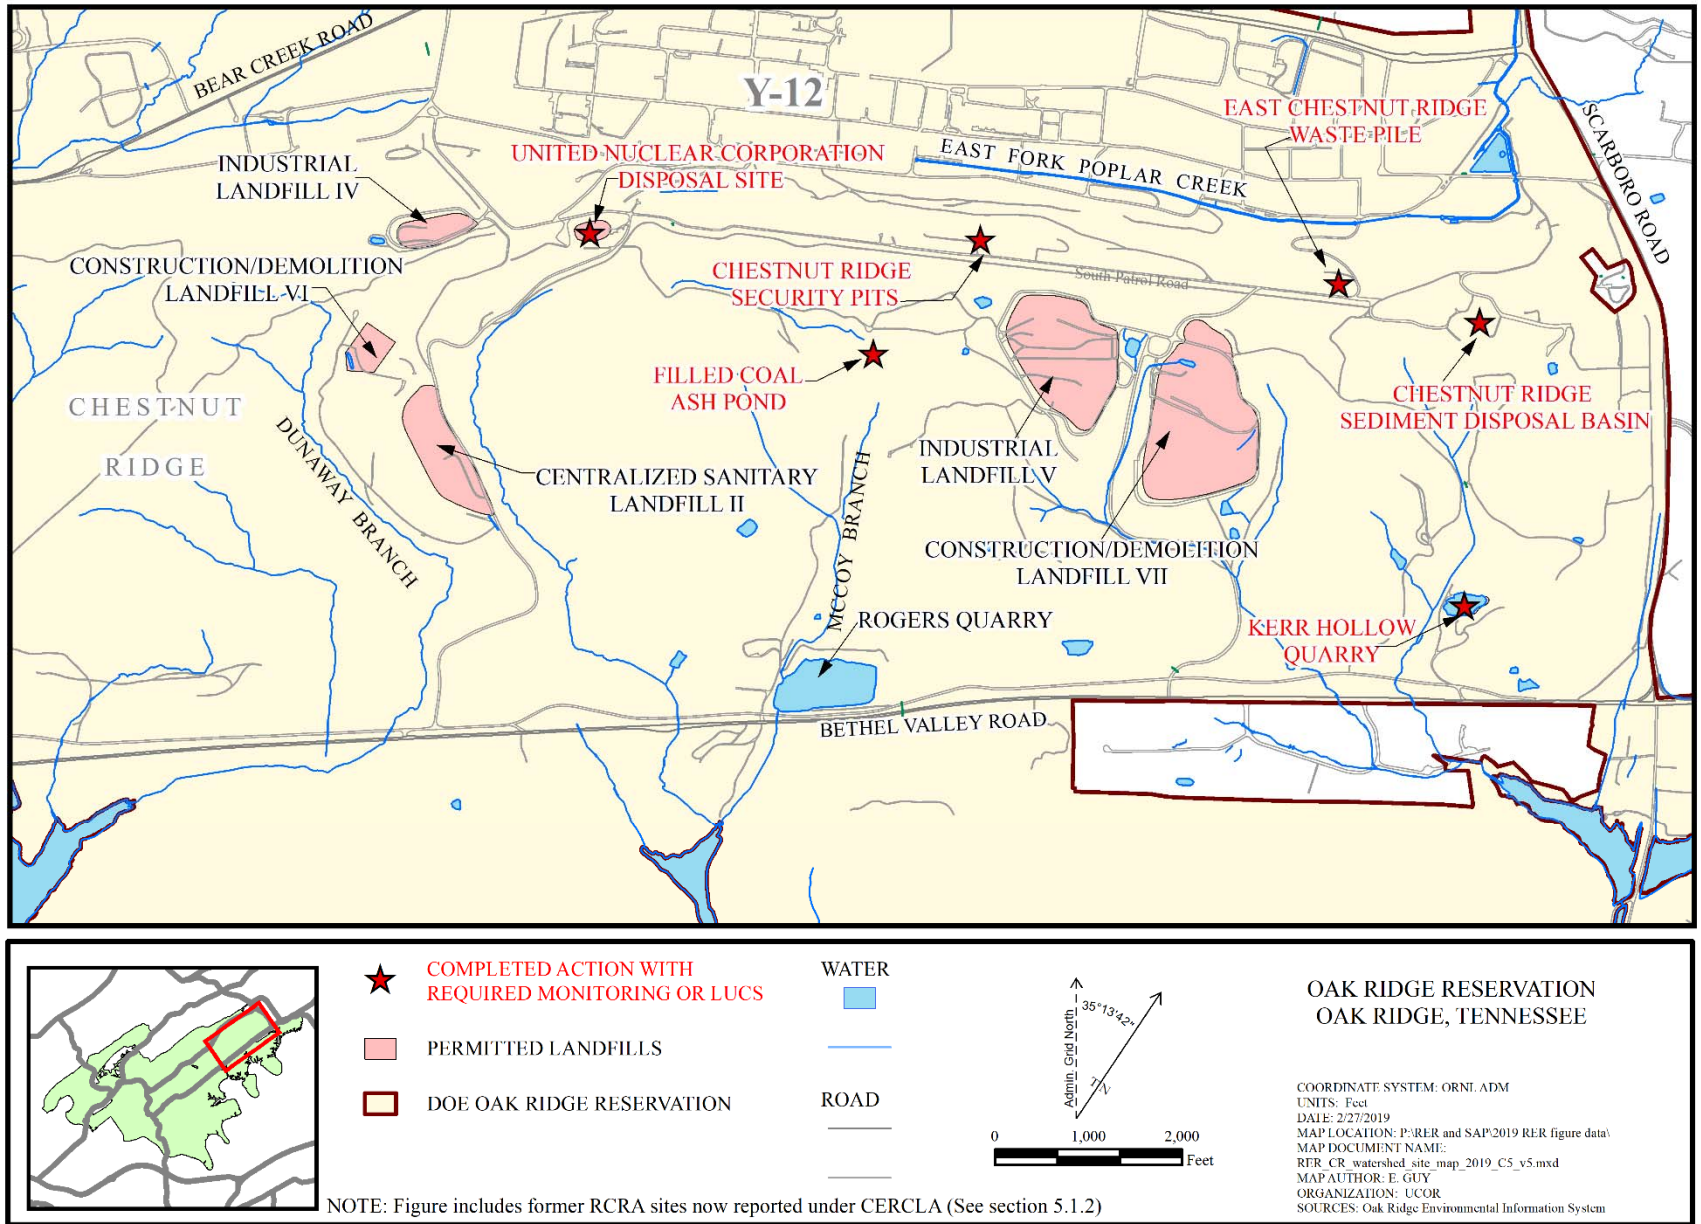 BEAR CREEK ROAD
Y-12
EAST CHESTNUT RIDGE
WASTE PILE
SCARBORO ROAD
INDUSTRIAL
LANDFILL IV
UNITED NUCLEAR CORPORATION
DISPOSAL SITE
EAST FORK POPLAR CREEK
CONSTRUCTION/DEMOLITION
LANDFILL VI
CHESTNUT RIDGE
SECURITY PITS
South Patrol Road
FILLED COAL
ASH POND
CHESTNUT RIDGE
SEDIMENT DISPOSAL BASIN
CHESTNUT
RIDGE
DUNAWAY BRANCH
CENTRALIZED SANITARY
LANDFILL II
MCCOY BRANCH
INDUSTRIAL
LANDFILL V
CONSTRUCTION/DEMOLITION
LANDFILL VII
ROGERS QUARRY
KERR HOLLOW
QUARRY
BETHEL VALLEY ROAD
COMPLETED ACTION WITH
REQUIRED MONITORING OR LUCS
PERMITTED LANDFILLS
DOE OAK RIDGE RESERVATION
WATER
ROAD
Admin. Grid North
35°13'42"
T/N
0 1,000 2,000
Feet
OAK RIDGE RESERVATION
OAK RIDGE, TENNESSEE
COORDINATE SYSTEM: ORNL ADM
UNITS: Feet
DATE: 2/27/2019
MAP LOCATION: P:\RER and SAP\2019 RER figure data\
MAP DOCUMENT NAME:
RER_CR_watershed_site_map_2019_C5_v5.mxd
MAP AUTHOR: E. GUY
ORGANIZATION: UCOR
SOURCES: Oak Ridge Environmental Information System
NOTE: Figure includes former RCRA sites now reported under CERCLA (See section 5.1.2)